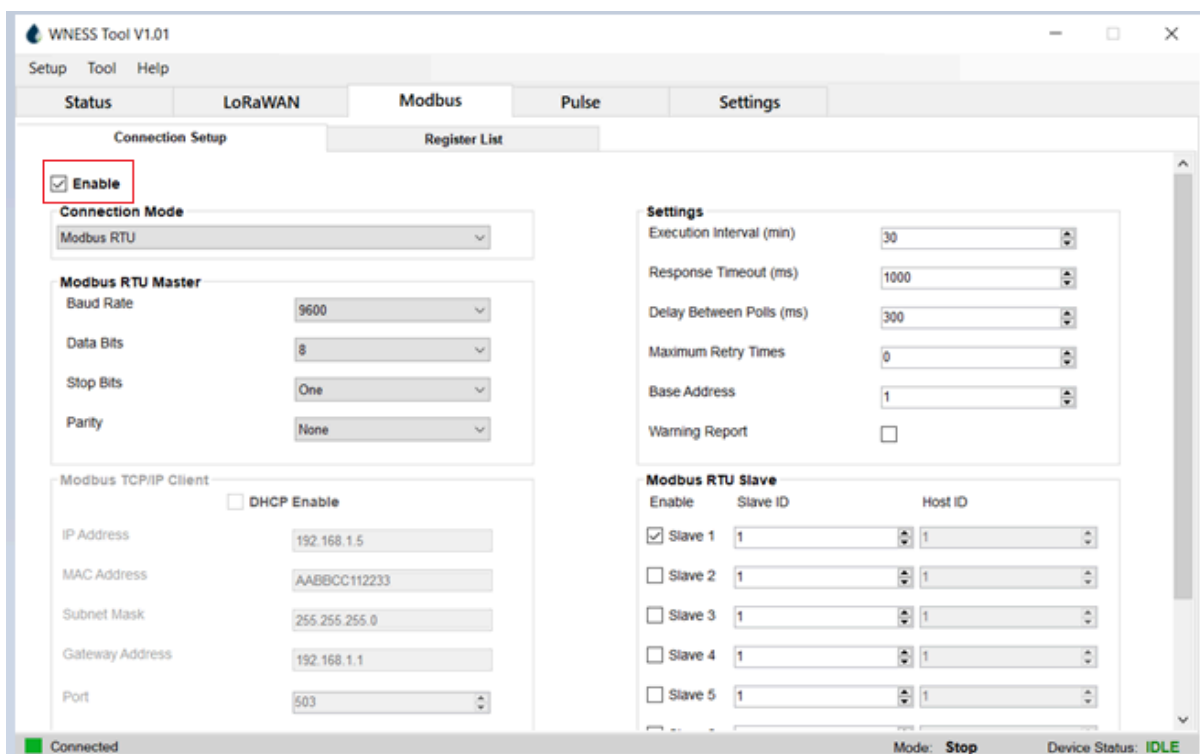 WNESS Tool V1.01
Setup Tool Help
Status LoRaWAN Modbus Pulse Settings
Connection Setup Register List
Enable
Connection Mode
Modbus RTU
Modbus RTU Master
Baud Rate 9600
Data Bits 8
Stop Bits One
Parity None
Modbus TCP/IP Client
DHCP Enable
IP Address 192.168.1.5
MAC Address AABBCC112233
Subnet Mask 255.255.255.0
Gateway Address 192.168.1.1
Port 503
Settings
Execution Interval (min) 30
Response Timeout (ms) 1000
Delay Between Polls (ms) 300
Maximum Retry Times 0
Base Address 1
Warning Report
Modbus RTU Slave
Enable Slave ID Host ID
Slave 1 1 1
Slave 2 1 1
Slave 3 1 1
Slave 4 1 1
Slave 5 1 1
Connected Mode: Stop Device Status: IDLE